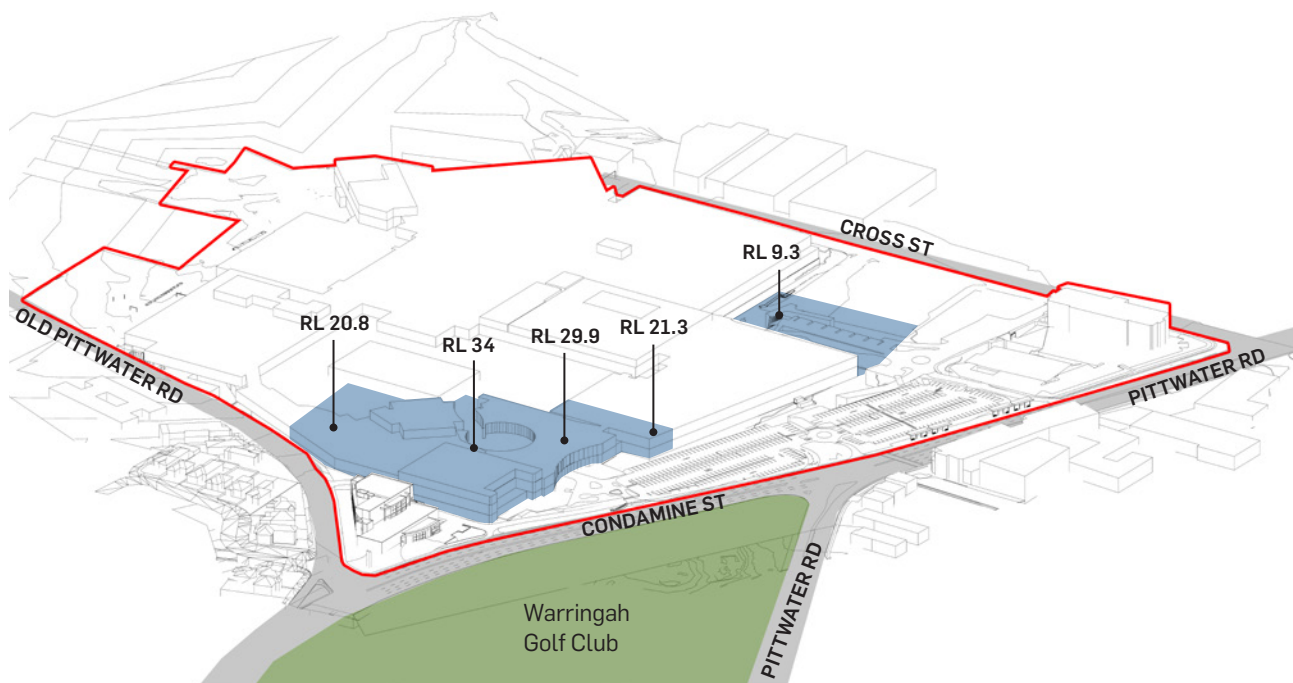 CROSS ST
RL 9.3
RL 20.8
RL 34
RL 29.9
RL 21.3
OLD PITTWATER RD
PITTWATER RD
CONDAMINE ST
Warringah
Golf Club
PITTWATER RD